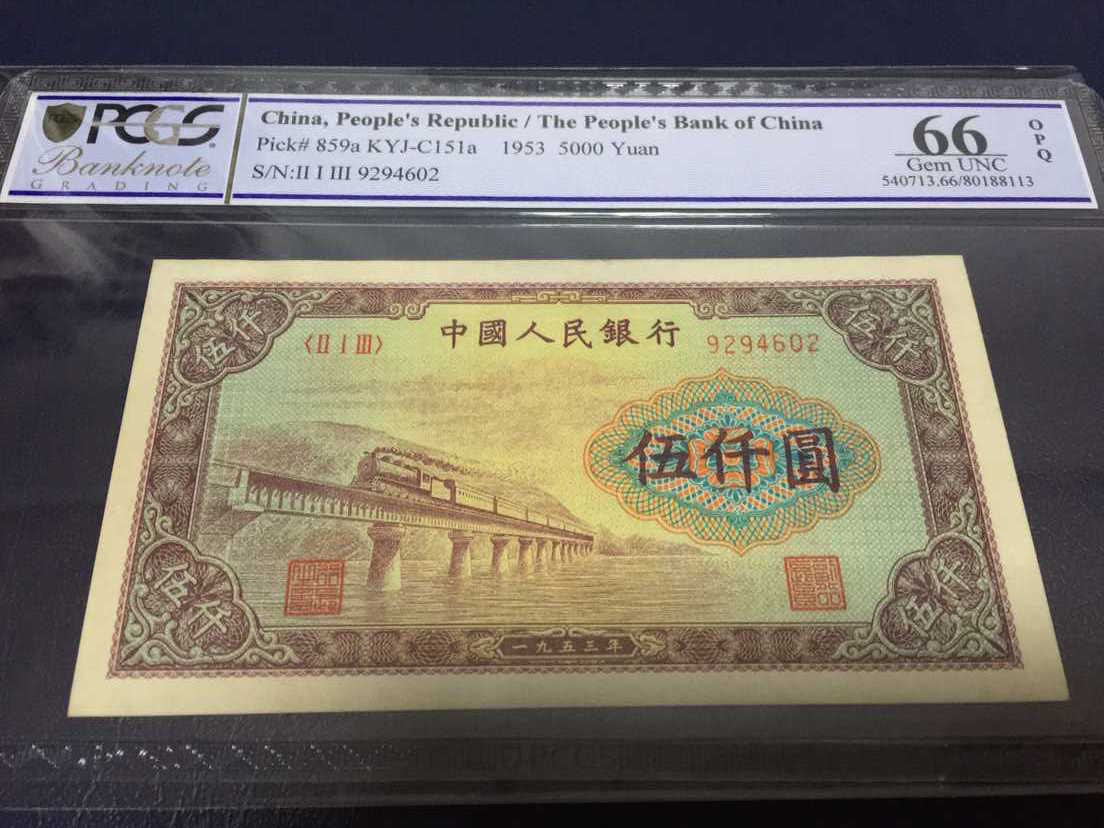 PCGS
Banknote
GRADING
China, People's Republic / The People's Bank of China
Pick# 859a KYJ-C151a 1953 5000 Yuan
S/N:II I III 9294602
66
Gem UNC
540713.66/80188113
OPQ
伍仟
伍仟
〈II I III〉
中國人民銀行
9294602
伍仟圓
伍仟
伍仟
一九五三年